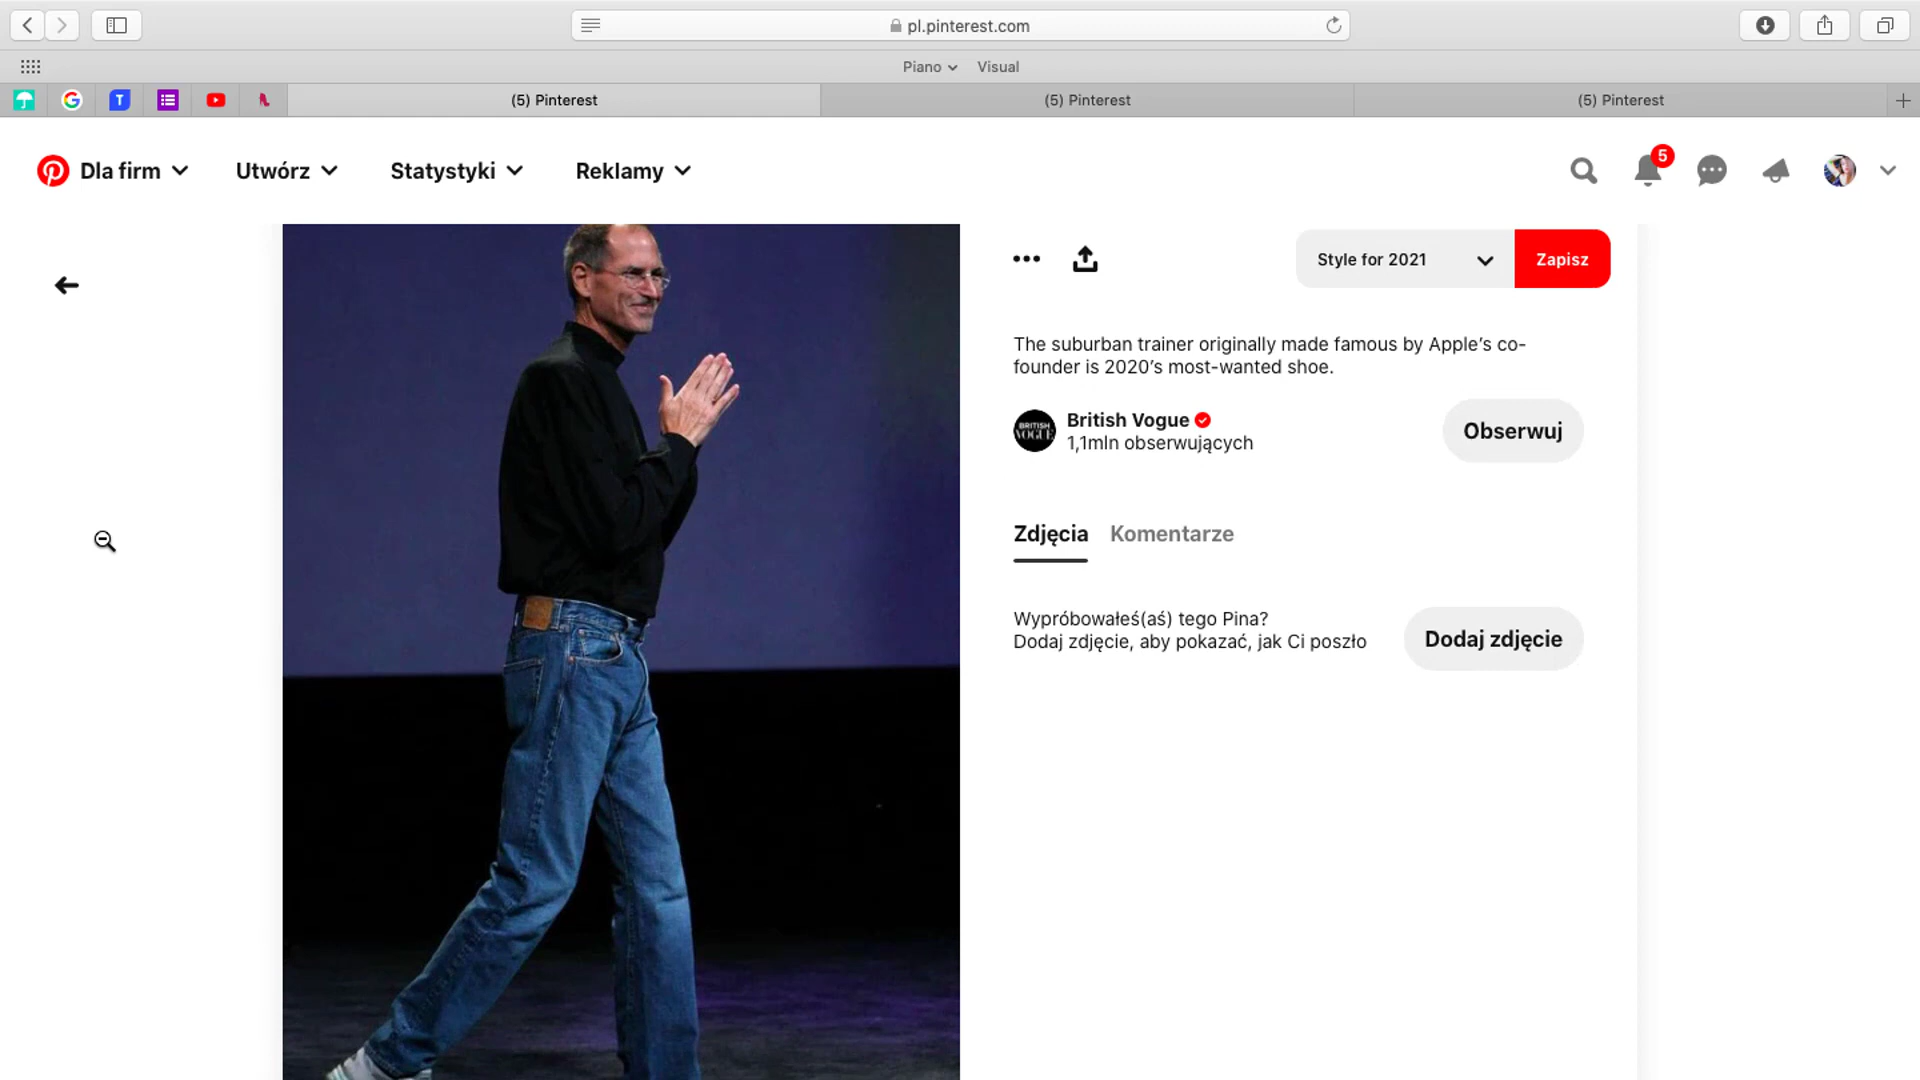 pl.pinterest.com
Piano
Visual
T
(5) Pinterest
(5) Pinterest
(5) Pinterest
Dla firm
Utwórz
Statystyki
Reklamy
5
Style for 2021
Zapisz
The suburban trainer originally made famous by Apple’s co-
founder is 2020’s most-wanted shoe.
BRITISH
VOGUE
British Vogue
1,1mln obserwujących
Obserwuj
Zdjęcia
Komentarze
Wypróbowałeś(aś) tego Pina?
Dodaj zdjęcie, aby pokazać, jak Ci poszło
Dodaj zdjęcie